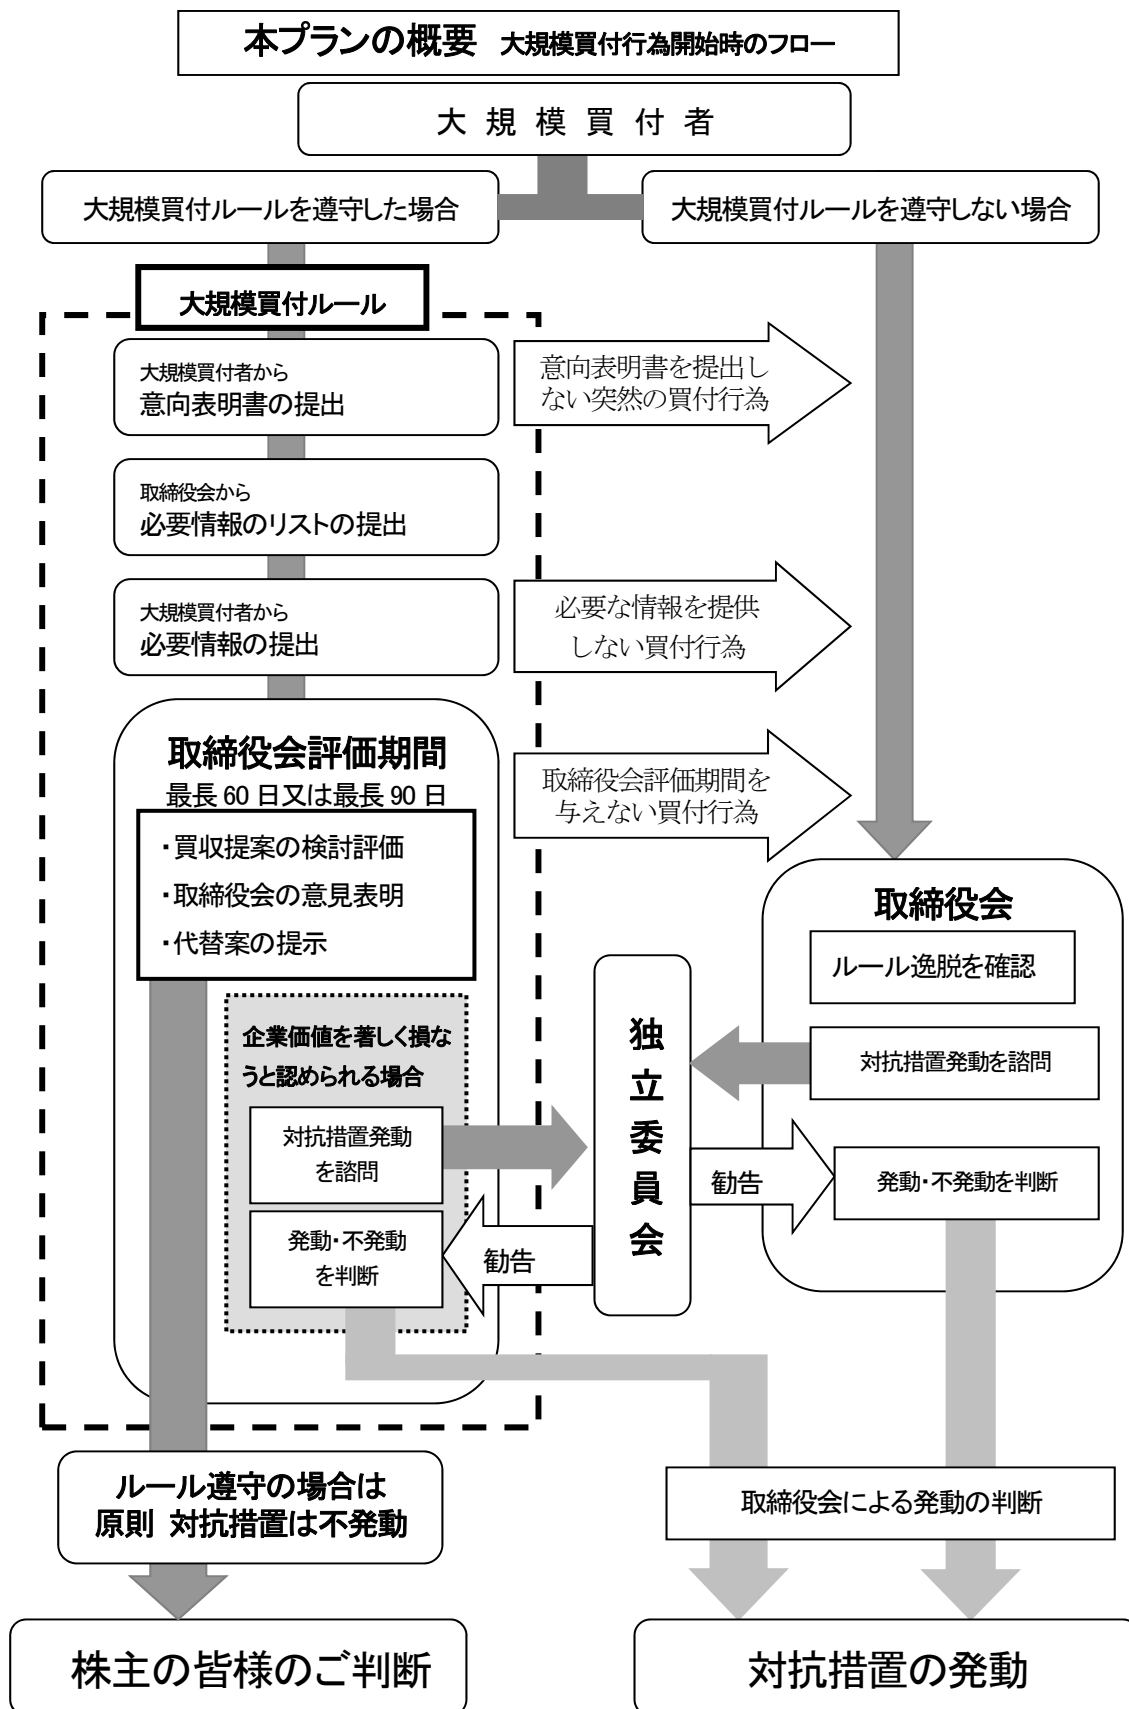 本プランの概要 大規模買付行為開始時のフロー
大規模買付者
大規模買付ルールを遵守した場合
大規模買付ルールを遵守しない場合
大規模買付ルール
大規模買付者から
意向表明書の提出
意向表明書を提出し
ない突然の買付行為
取締役会から
必要情報のリストの提出
大規模買付者から
必要情報の提出
必要な情報を提供
しない買付行為
取締役会評価期間
最長 60 日又は最長 90 日
・買収提案の検討評価
・取締役会の意見表明
・代替案の提示
取締役会評価期間を
与えない買付行為
取締役会
ルール逸脱を確認
対抗措置発動を諮問
発動・不発動を判断
独立委員会
勧告
企業価値を著しく損な
うと認められる場合
対抗措置発動
を諮問
発動・不発動
を判断
勧告
ルール遵守の場合は
原則 対抗措置は不発動
取締役会による発動の判断
株主の皆様のご判断
対抗措置の発動